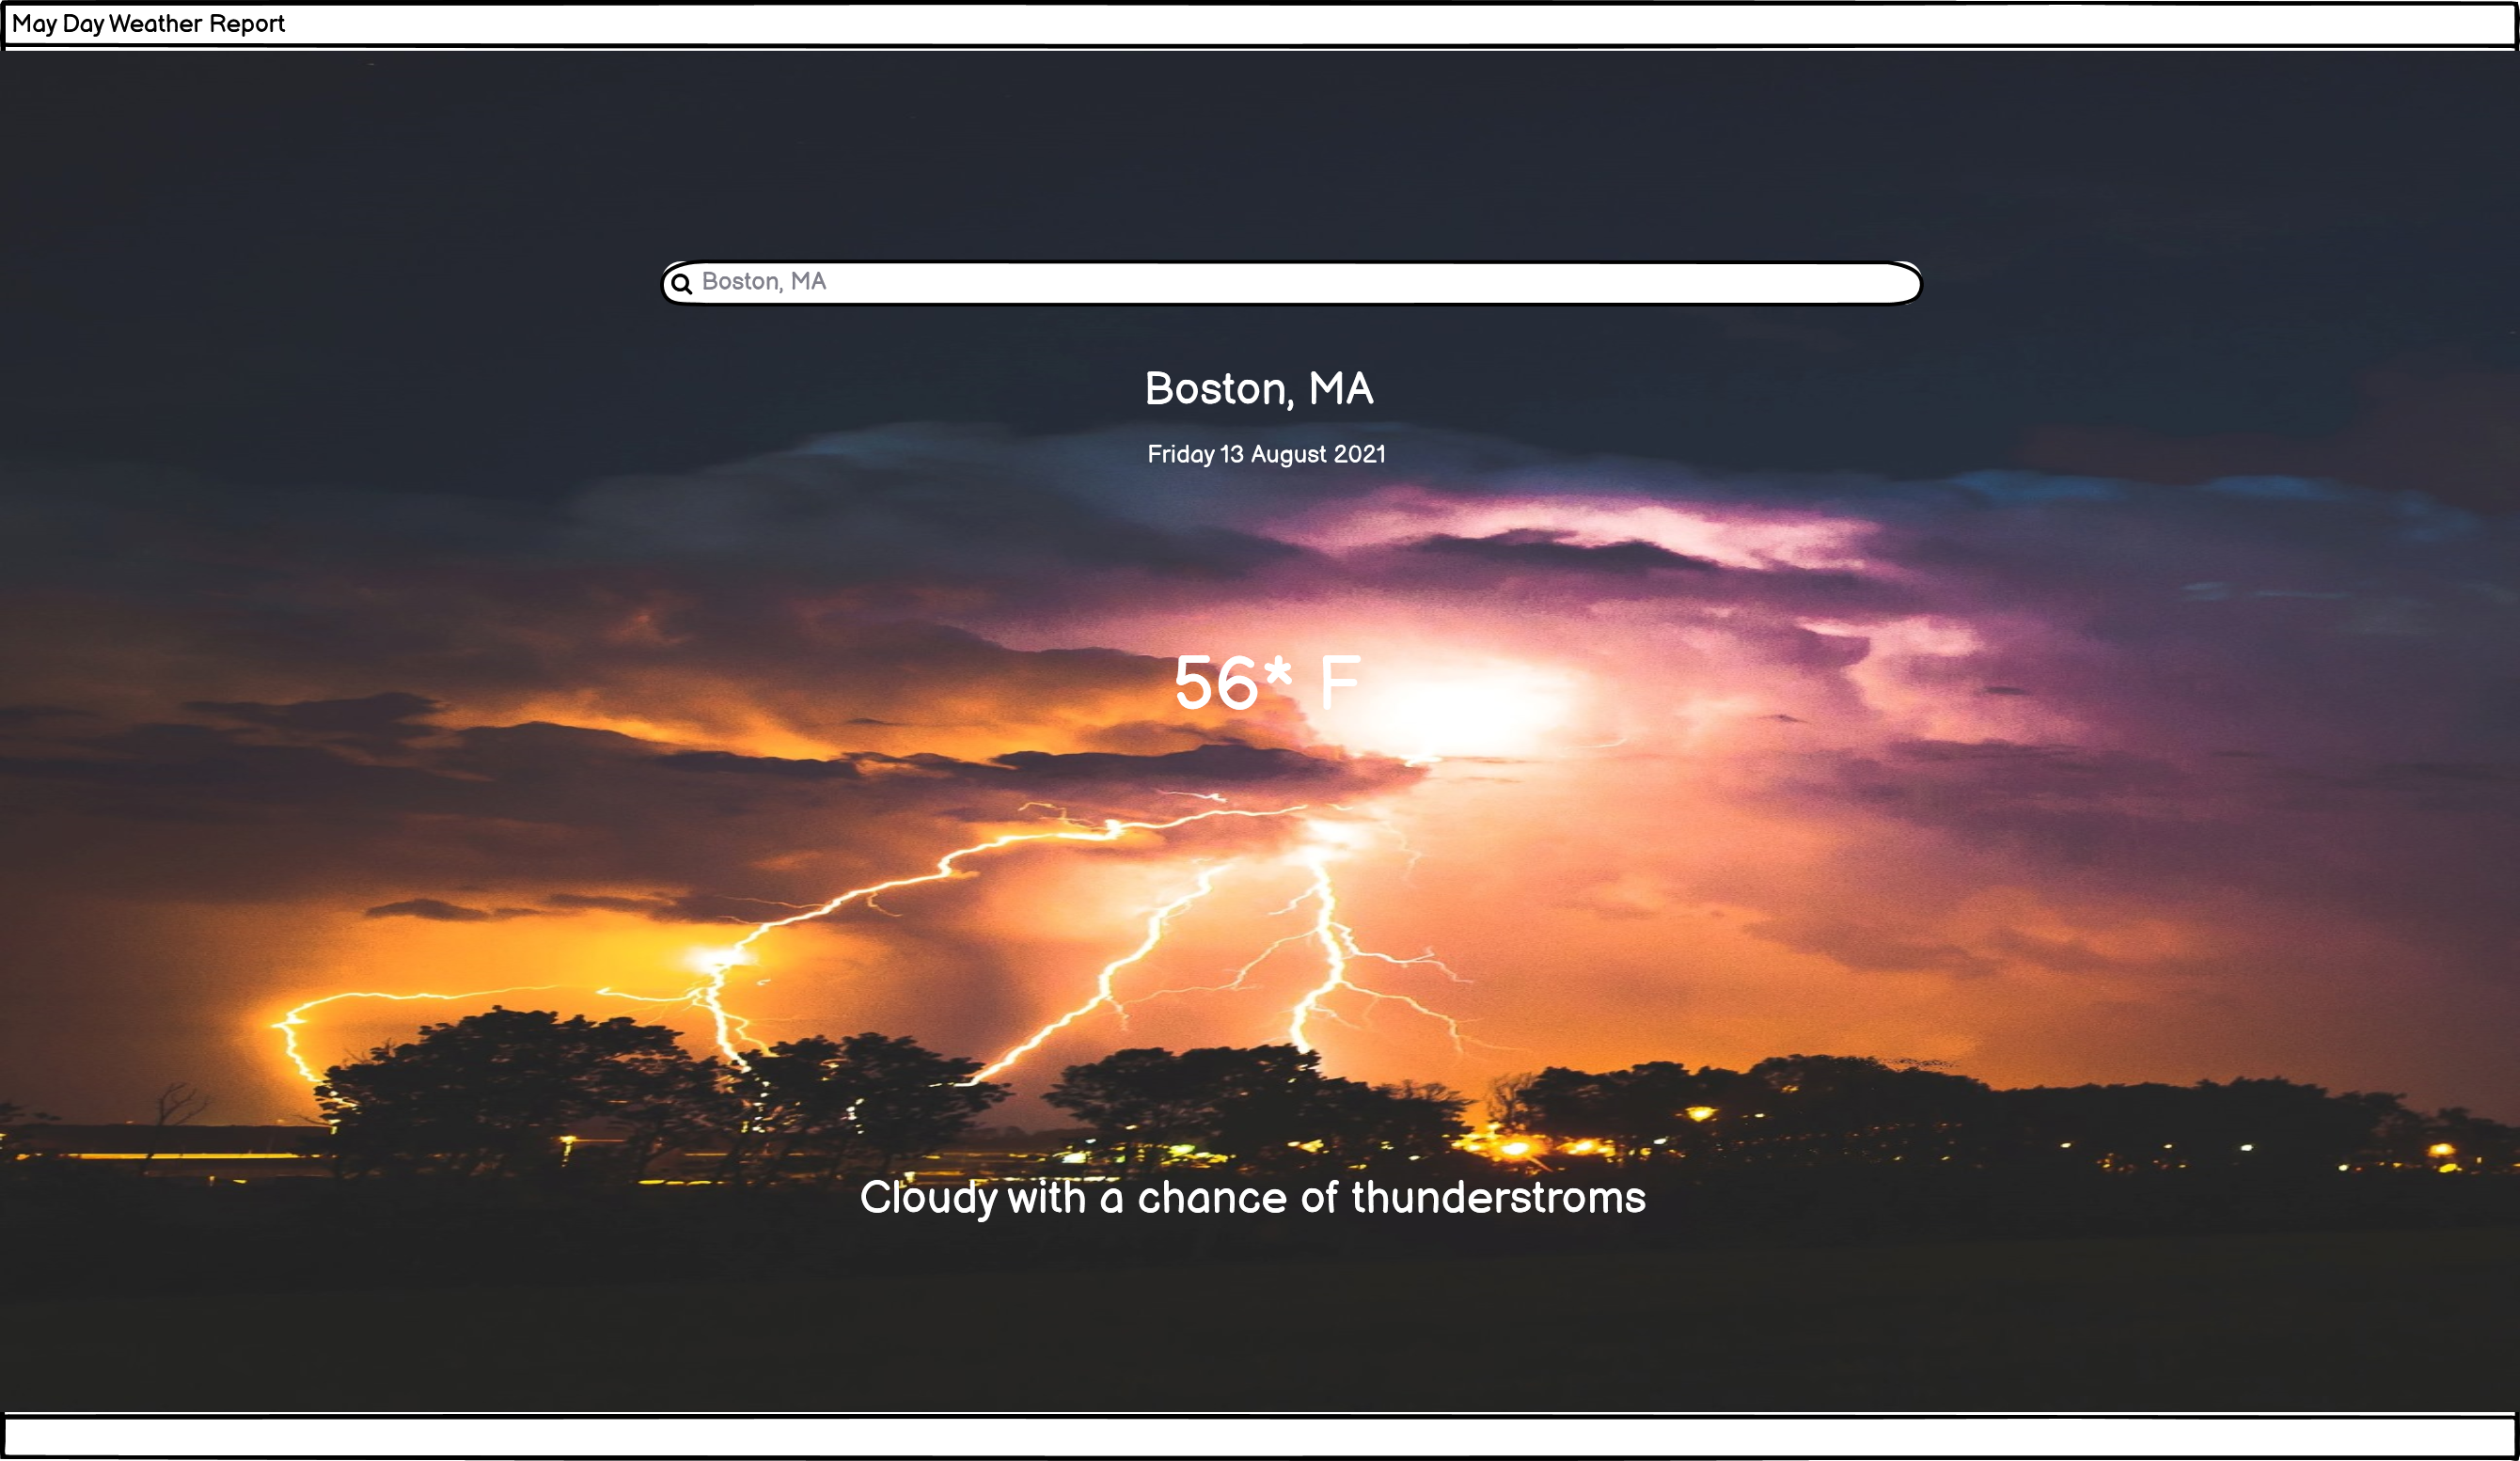 May Day Weather Report
Boston, MA
Boston, MA
Friday 13 August 2021
56* F
Cloudy with a chance of thunderstroms